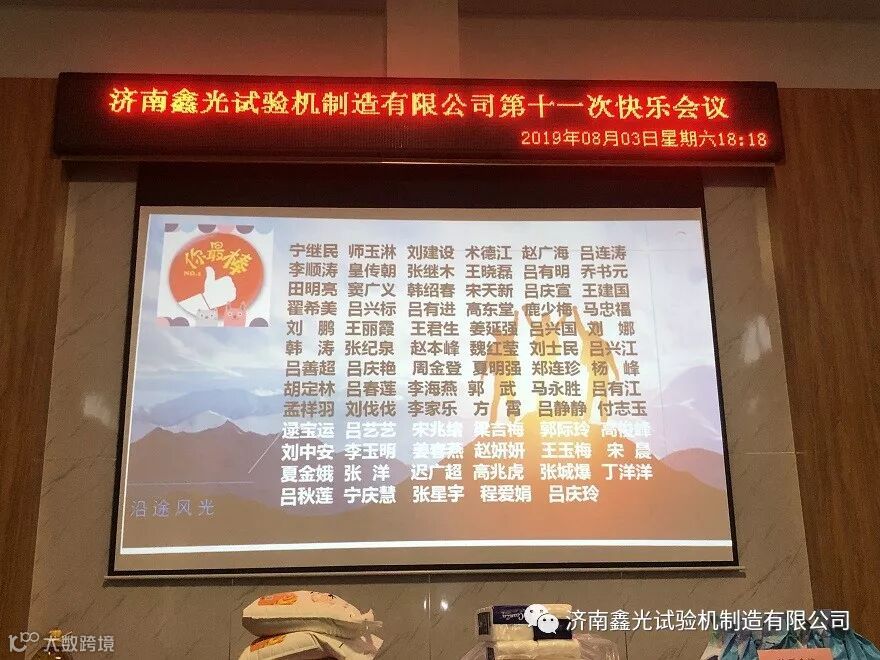 济南鑫光试验机制造有限公司第十一次快乐会议
2019年08月03日星期六18:18
你最棒
NO.1
宁继民 师玉淋 刘建设 术德江 赵广海 吕连涛
李顺涛 皇传朝 张继木 王晓磊 吕有明 乔书元
田明亮 窦广义 韩绍春 宋天新 吕庆宣 王建国
翟希美 吕兴标 吕有进 高东堂 鹿少梅 马忠福
刘 鹏 王丽霞 王君生 姜延强 吕兴国 刘 娜
韩 涛 张纪泉 赵本峰 魏红莹 刘士民 吕兴江
吕善超 吕庆艳 周金登 夏明强 郑连珍 杨 峰
胡定林 吕春莲 李海燕 郭 武 马永胜 吕有江
孟祥羽 刘伐伐 李家乐 方 霄 吕静静 付志玉
逯宝运 吕艺艺 宋兆绪 梁吉梅 郭际玲 高俊峰
刘中安 李玉明 姜春燕 赵妍妍 王玉梅 宋 晨
夏金娥 张 洋 迟广超 高兆虎 张城爆 丁洋洋
吕秋莲 宁庆慧 张星宇 程爱娟 吕庆玲
沿途风光
济南鑫光试验机制造有限公司
大数跨境